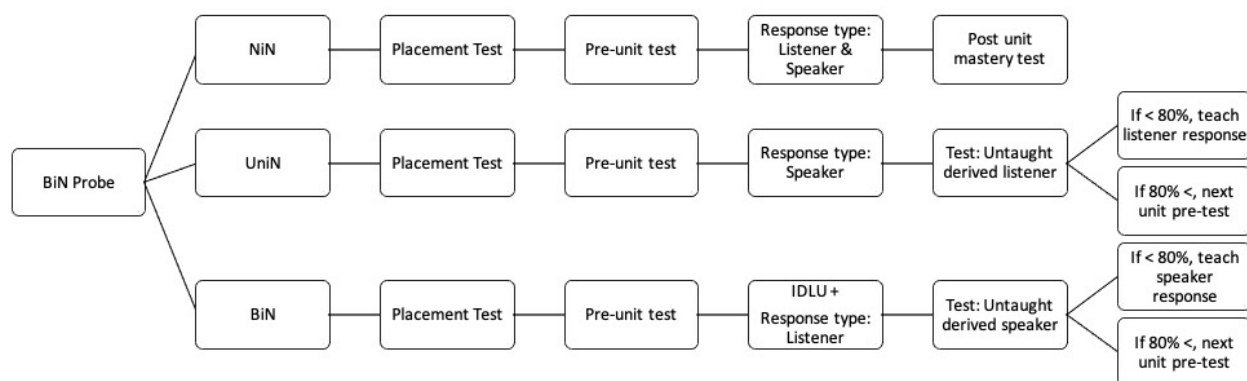 BiN Probe
NiN
Placement Test
Pre-unit test
Response type:
Listener &
Speaker
Post unit
mastery test
UniN
Placement Test
Pre-unit test
Response type:
Speaker
Test: Untaught
derived listener
If < 80%, teach
listener response
If 80% <, next
unit pre-test
BiN
Placement Test
Pre-unit test
IDLU +
Response type:
Listener
Test: Untaught
derived speaker
If < 80%, teach
speaker
response
If 80% <, next
unit pre-test